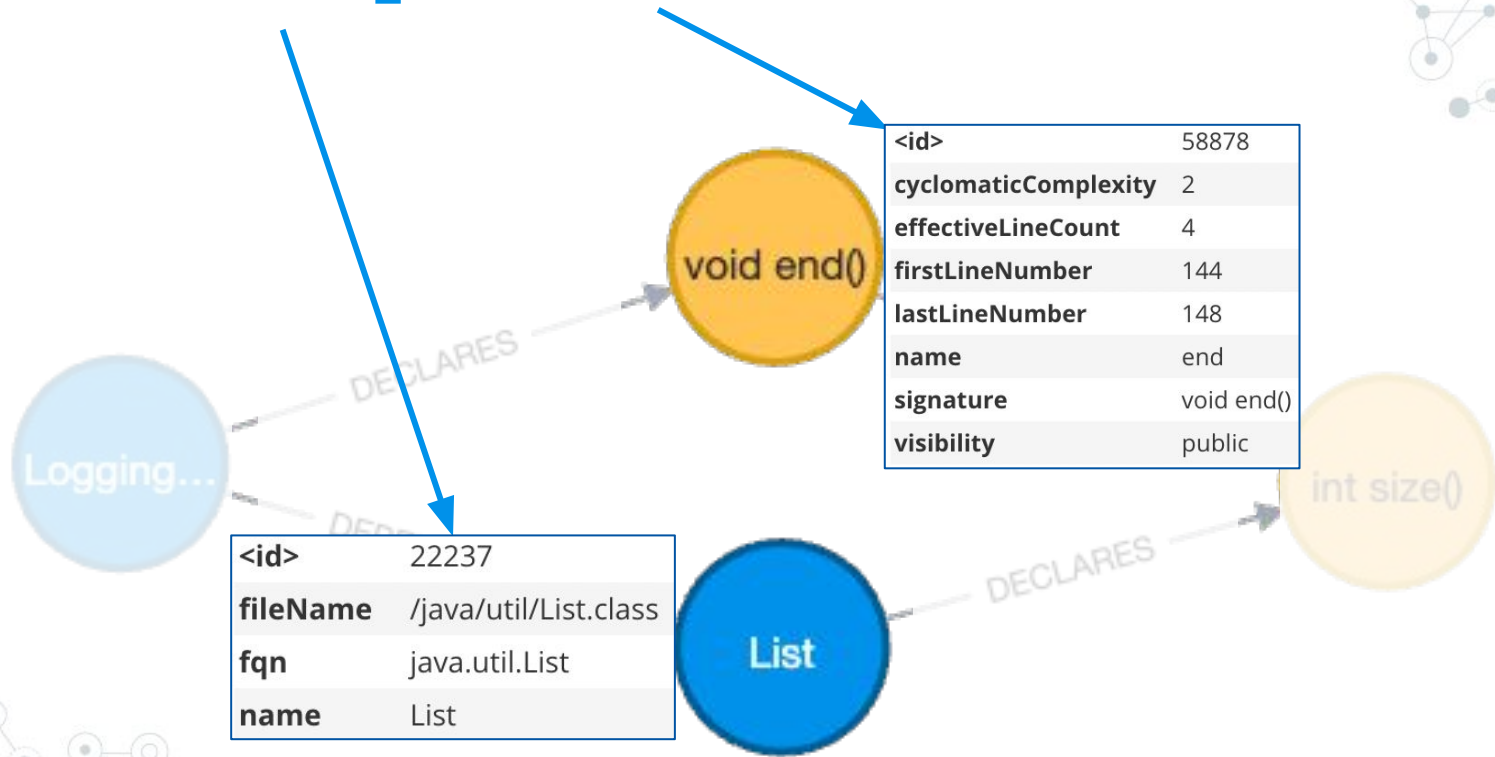 <id> 58878
cyclomaticComplexity 2
effectiveLineCount 4
firstLineNumber 144
lastLineNumber 148
name end
signature void end()
visibility public
void end()
DECLARES
Logging...
int size()
DECLARES
<id> 22237
fileName /java/util/List.class
fqn java.util.List
name List
List